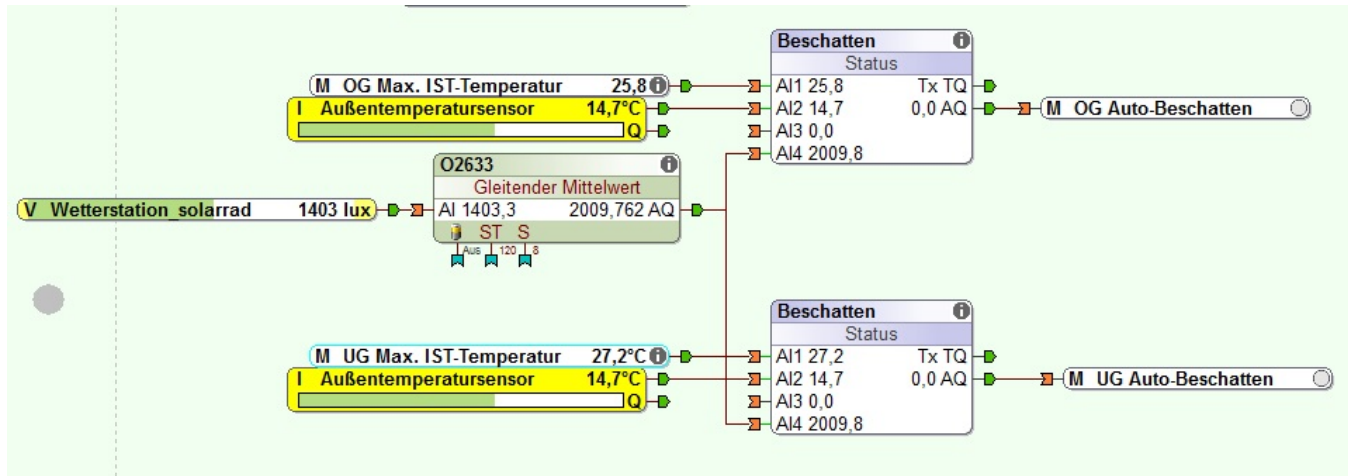 Beschatten
Status
M OG Max. IST-Temperatur 25,8
AI1 25,8 Tx TQ
I Außentemperatursensor 14,7°C
AI2 14,7 0,0 AQ
M OG Auto-Beschatten
Q
AI3 0,0
AI4 2009,8
O2633
Gleitender Mittelwert
V Wetterstation_solarrad 1403 lux
AI 1403,3 2009,762 AQ
ST S
Aus 120 8
Beschatten
Status
M UG Max. IST-Temperatur 27,2°C
AI1 27,2 Tx TQ
I Außentemperatursensor 14,7°C
AI2 14,7 0,0 AQ
M UG Auto-Beschatten
Q
AI3 0,0
AI4 2009,8